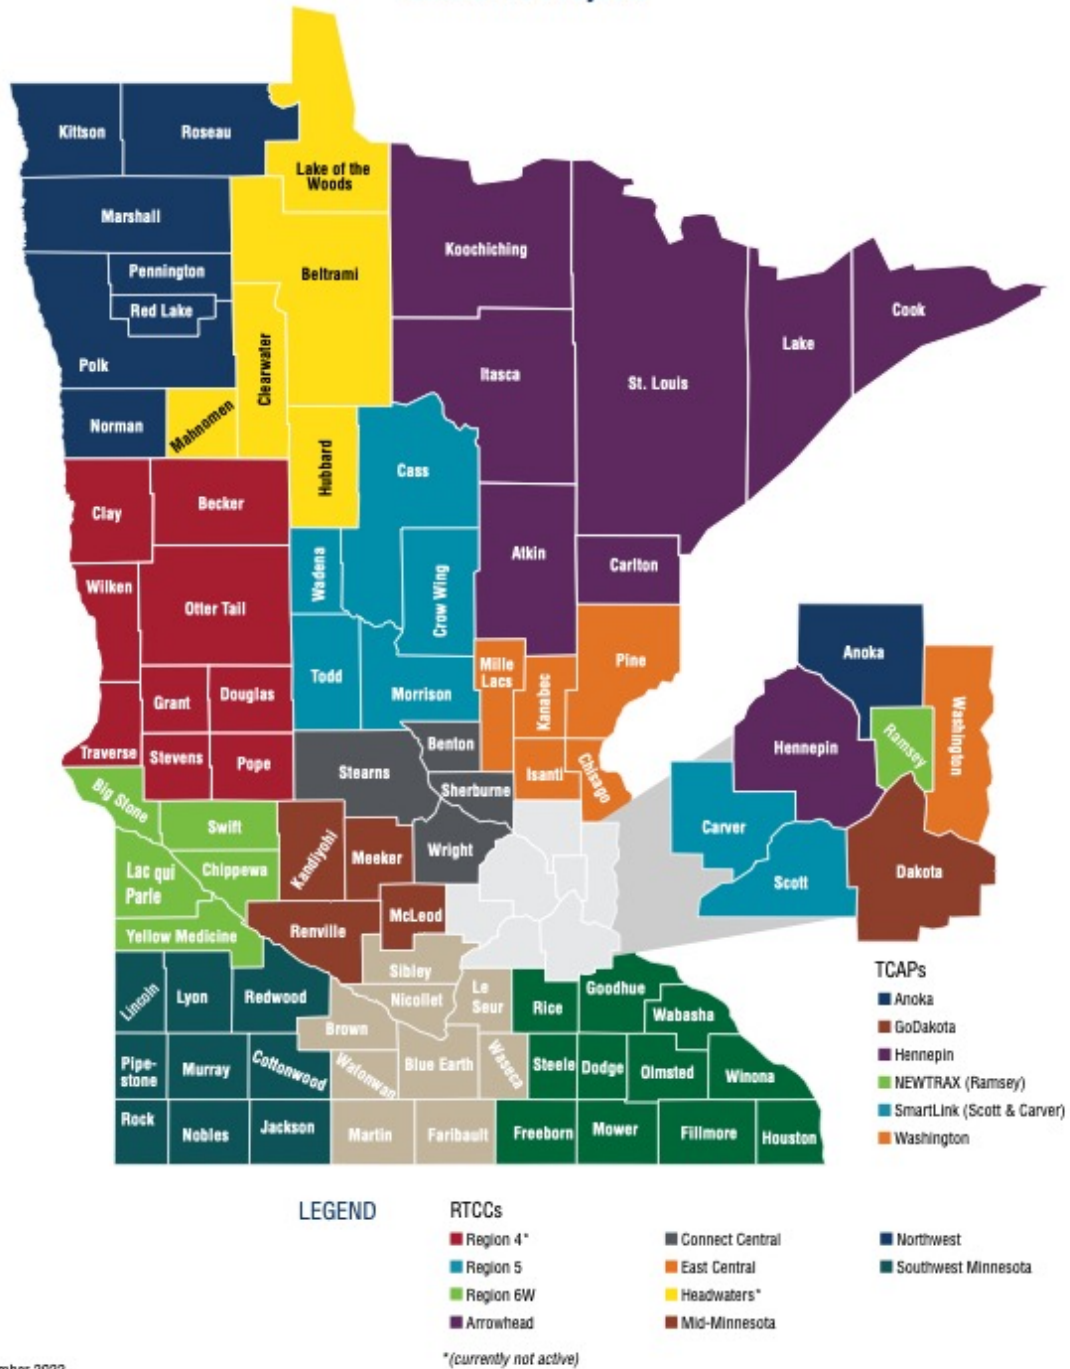 Kittson
Roseau
Lake of the
Woods
Marshall
Koochiching
Pennington
Beltrami
Red Lake
Cook
Lake
Polk
Clearwater
Itasca
St. Louis
Norman
Mahnomen
Hubbard
Cass
Clay
Becker
Atkin
Carlton
Wilken
Wadena
Crow Wing
Otter Tail
Anoka
Mille
Lacs
Pine
Todd
Kanabec
Morrison
Grant
Douglas
Washington
Ramsey
Hennepin
Traverse
Stevens
Pope
Benton
Stearns
Isanti
Chisago
Big Stone
Sherburne
Swift
Carver
Kandiyohi
Meeker
Wright
Lac qui
Parle
Chippewa
Scott
Dakota
McLeod
Renville
Yellow Medicine
Sibley
Lincoln
Lyon
Redwood
Nicollet
Le
Seur
Rice
Goodhue
Wabasha
Brown
Pipe-
stone
Murray
Cottonwood
Watonwan
Blue Earth
Waseca
Steele
Dodge
Olmsted
Winona
Rock
Nobles
Jackson
Martin
Faribault
Freeborn
Mower
Fillmore
Houston
TCAPs
Anoka
GoDakota
Hennepin
NEWTRAX (Ramsey)
SmartLink (Scott & Carver)
Washington
LEGEND
RTCCs
Region 4*
Region 5
Region 6W
Arrowhead
Connect Central
East Central
Headwaters*
Mid-Minnesota
Northwest
Southwest Minnesota
*(currently not active)